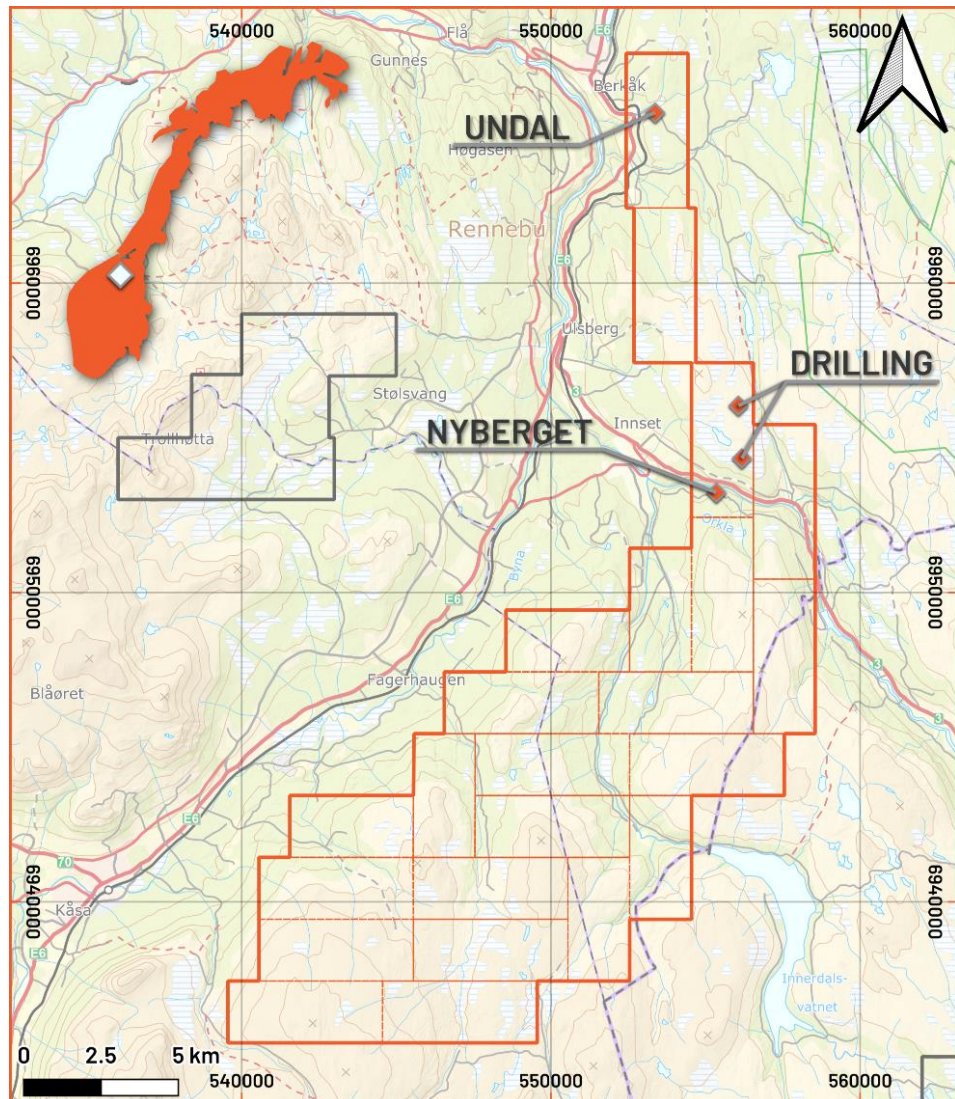 540000
550000
560000
Flå
E6
Gunnes
Berkåk
UNDAL
Høgåsen
Rennebu
E6
6960000
6960000
Ulsberg
DRILLING
3
Stølsvang
Innset
NYBERGET
Trollhøtta
Orkla
Byna
6950000
E6
6950000
Fagerhaugen
3
Blåøret
3
E6
70
6940000
Kåsa
6940000
E6
Innerdals-
vatnet
0 2.5 5 km
540000
550000
560000